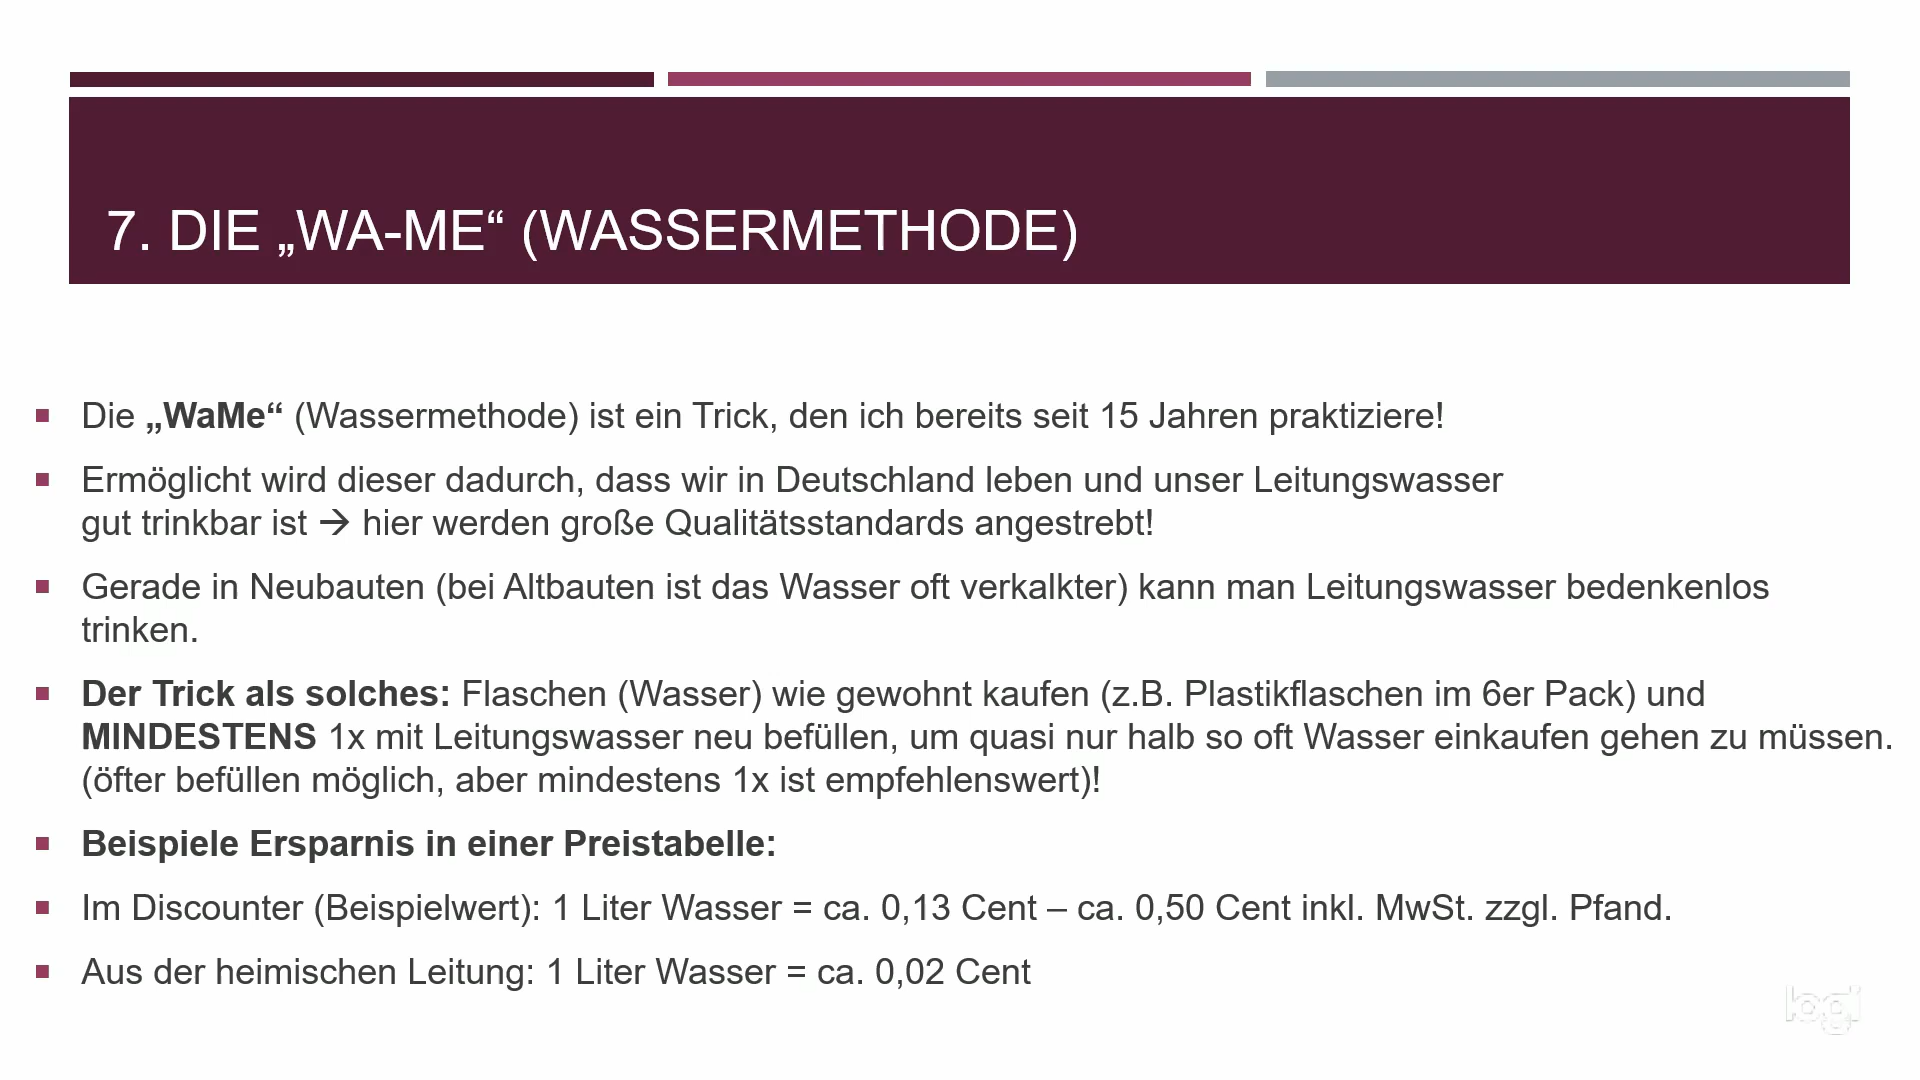 7. DIE „WA-ME“ (WASSERMETHODE)
Die „WaMe“ (Wassermethode) ist ein Trick, den ich bereits seit 15 Jahren praktiziere!
Ermöglicht wird dieser dadurch, dass wir in Deutschland leben und unser Leitungswasser
gut trinkbar ist → hier werden große Qualitätsstandards angestrebt!
Gerade in Neubauten (bei Altbauten ist das Wasser oft verkalkter) kann man Leitungswasser bedenkenlos
trinken.
Der Trick als solches: Flaschen (Wasser) wie gewohnt kaufen (z.B. Plastikflaschen im 6er Pack) und
MINDESTENS 1x mit Leitungswasser neu befüllen, um quasi nur halb so oft Wasser einkaufen gehen zu müssen.
(öfter befüllen möglich, aber mindestens 1x ist empfehlenswert)!
Beispiele Ersparnis in einer Preistabelle:
Im Discounter (Beispielwert): 1 Liter Wasser = ca. 0,13 Cent – ca. 0,50 Cent inkl. MwSt. zzgl. Pfand.
Aus der heimischen Leitung: 1 Liter Wasser = ca. 0,02 Cent
logi